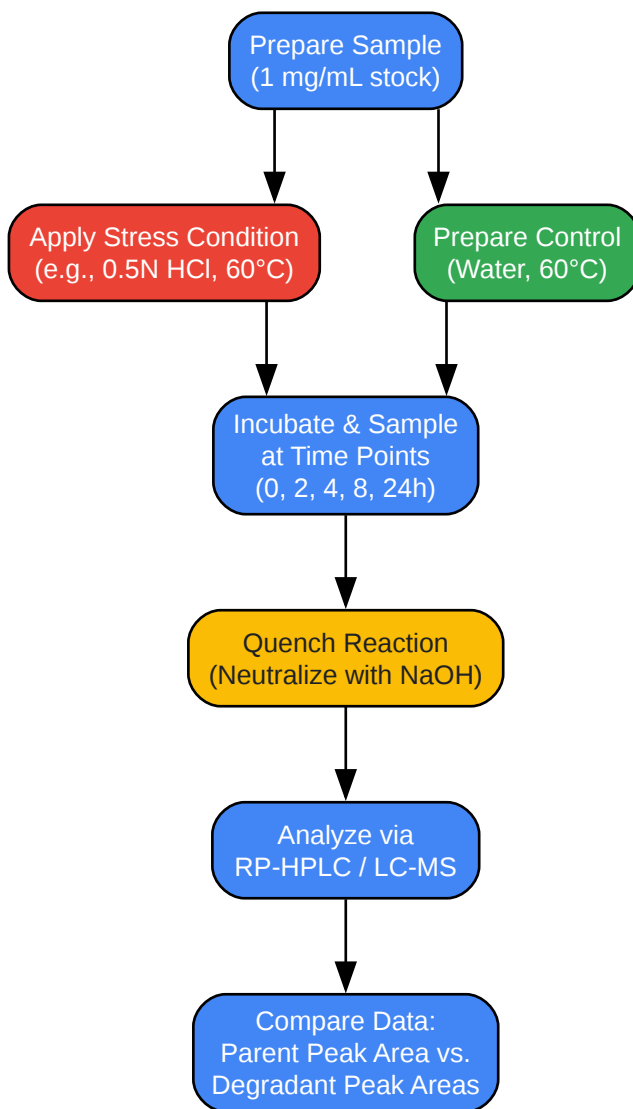 Prepare Sample
(1 mg/mL stock)
Apply Stress Condition
(e.g., 0.5N HCl, 60°C)
Prepare Control
(Water, 60°C)
Incubate & Sample
at Time Points
(0, 2, 4, 8, 24h)
Quench Reaction
(Neutralize with NaOH)
Analyze via
RP-HPLC / LC-MS
Compare Data:
Parent Peak Area vs.
Degradant Peak Areas